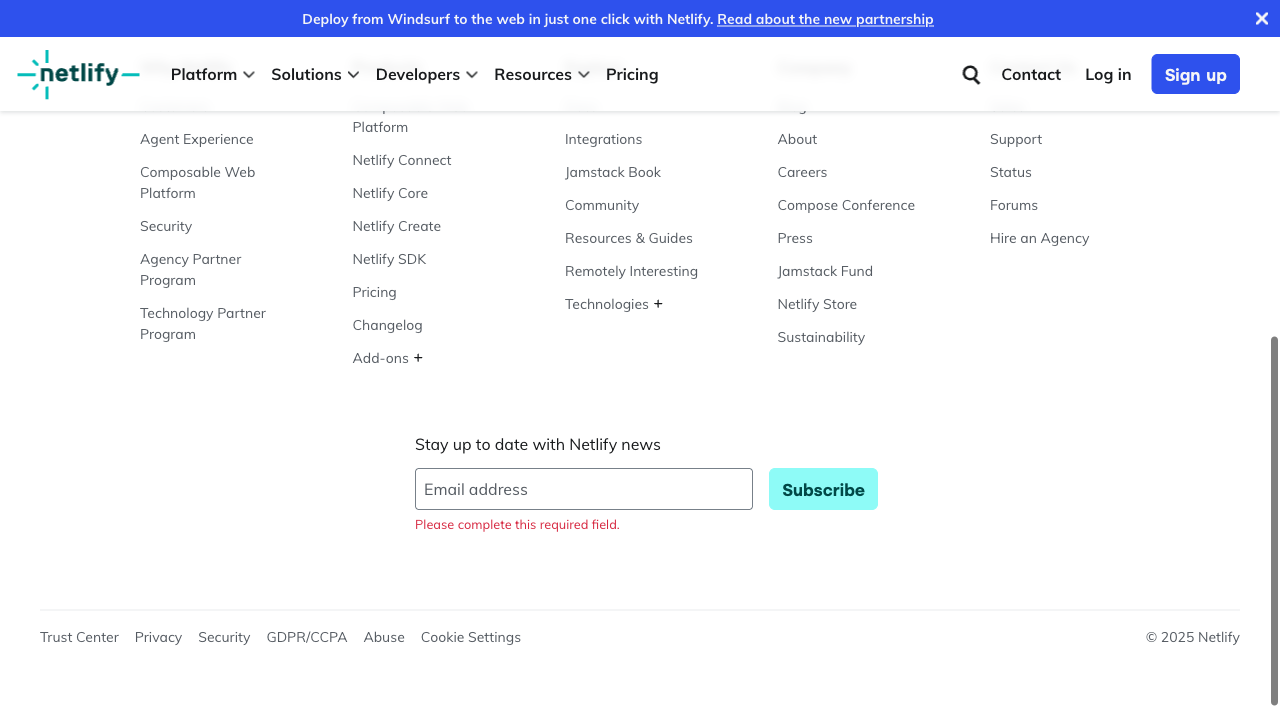 Deploy from Windsurf to the web in just one click with Netlify. Read about the new partnership
netlify
Platform
Solutions
Developers
Resources
Pricing
Contact
Log in
Sign up
Agent Experience
Composable Web
Platform
Security
Agency Partner
Program
Technology Partner
Program
Platform
Netlify Connect
Netlify Core
Netlify Create
Netlify SDK
Pricing
Changelog
Add-ons +
Integrations
Jamstack Book
Community
Resources & Guides
Remotely Interesting
Technologies +
About
Careers
Compose Conference
Press
Jamstack Fund
Netlify Store
Sustainability
Support
Status
Forums
Hire an Agency
Stay up to date with Netlify news
Email address
Subscribe
Please complete this required field.
Trust Center
Privacy
Security
GDPR/CCPA
Abuse
Cookie Settings
© 2025 Netlify